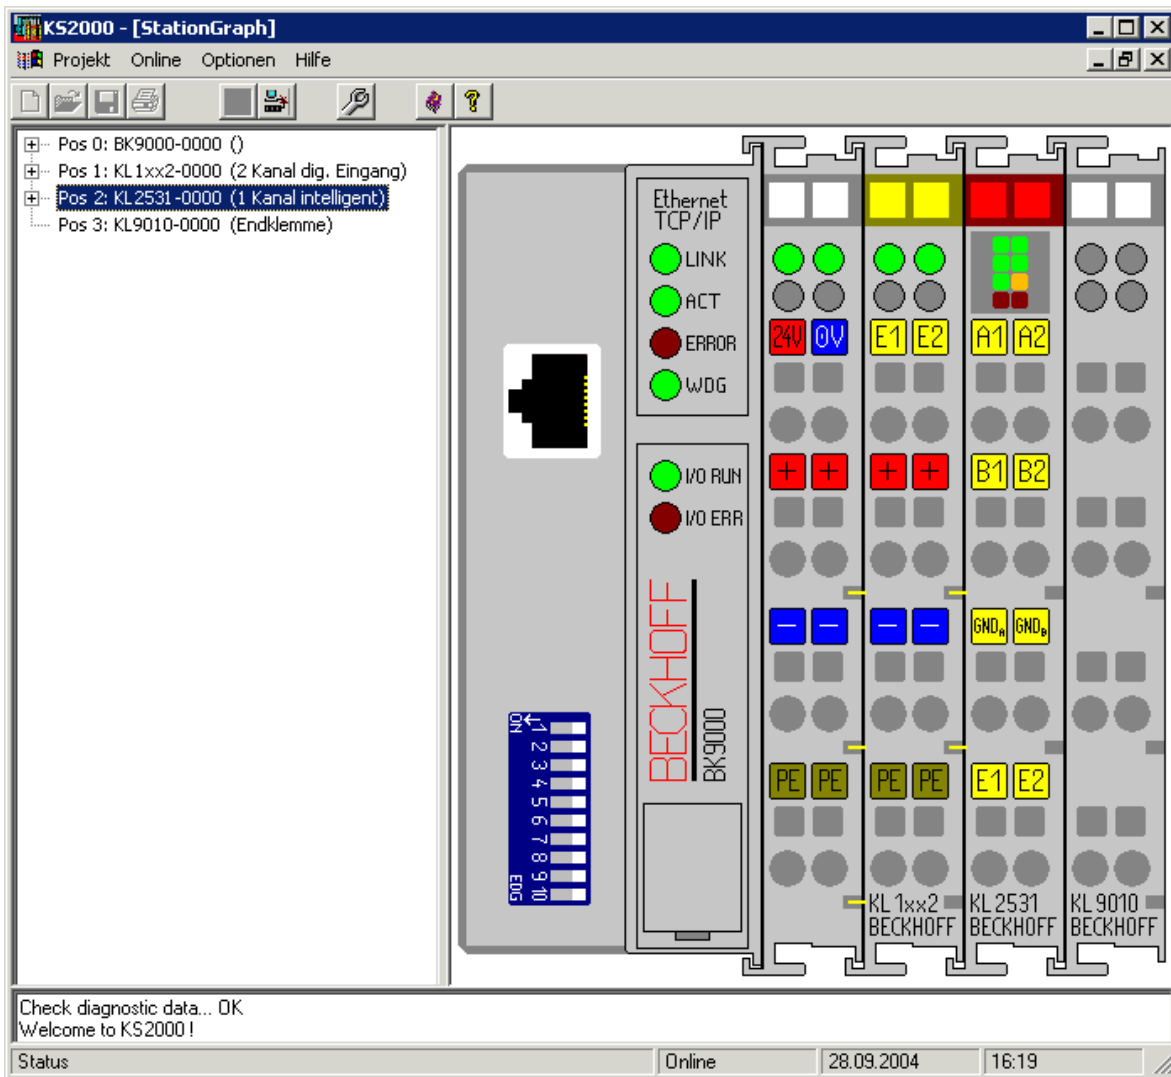 KS2000 - [StationGraph]
Projekt Online Optionen Hilfe
Pos 0: BK9000-0000 ()
Pos 1: KL1xx2-0000 (2 Kanal dig. Eingang)
Pos 2: KL2531-0000 (1 Kanal intelligent)
Pos 3: KL9010-0000 (Endklemme)
Ethernet
TCP/IP
LINK
ACT
ERROR
WDG
I/O RUN
I/O ERR
BECKHOFF
BK9000
ON
1
2
3
4
5
6
7
8
9
10
EDG
24V 0V E1 E2 A1 A2
+ + + + B1 B2
- - - - GNDA GNDB
PE PE PE PE E1 E2
KL1xx2 KL2531 KL9010
BECKHOFF BECKHOFF BECKHOFF
Check diagnostic data... OK
Welcome to KS2000 !
Status Online 28.09.2004 16:19